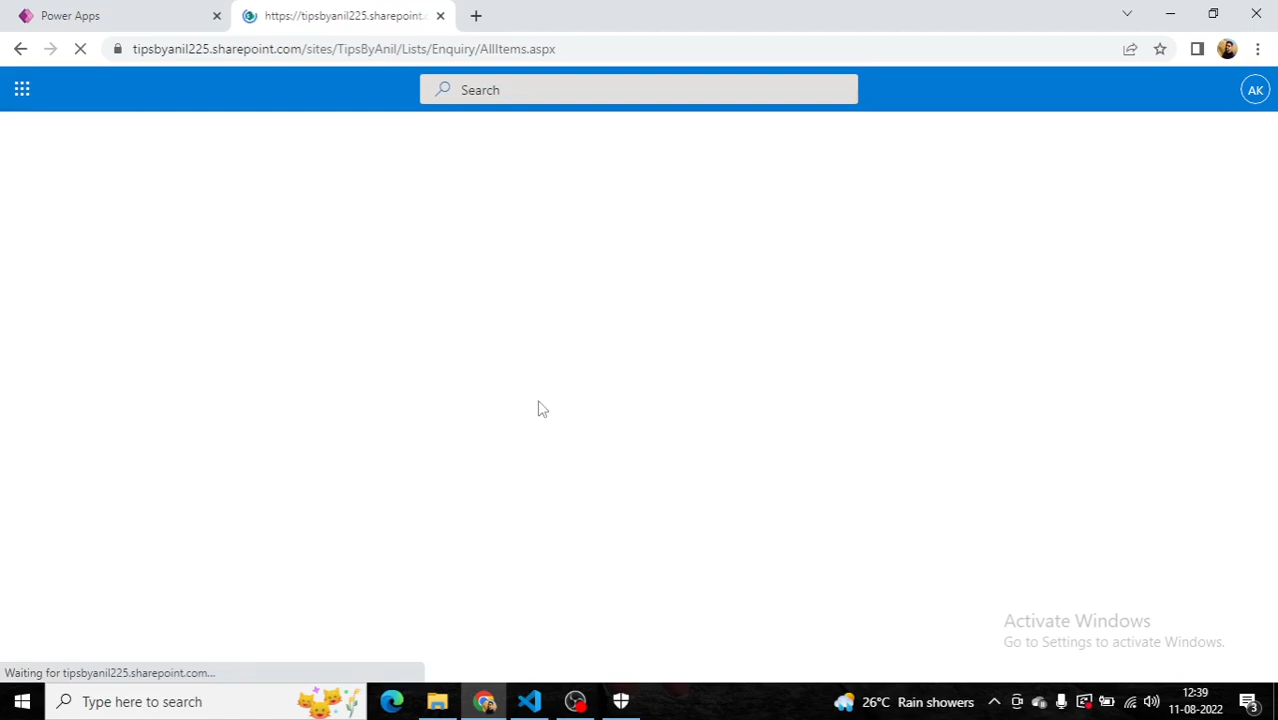 Power Apps
https://tipsbyanil225.sharepoint.
tipsbyanil225.sharepoint.com/sites/TipsByAnil/Lists/Enquiry/AllItems.aspx
Search
AK
Activate Windows
Go to Settings to activate Windows.
Waiting for tipsbyanil225.sharepoint.com...
Type here to search
26°C Rain showers
12:39
11-08-2022
3